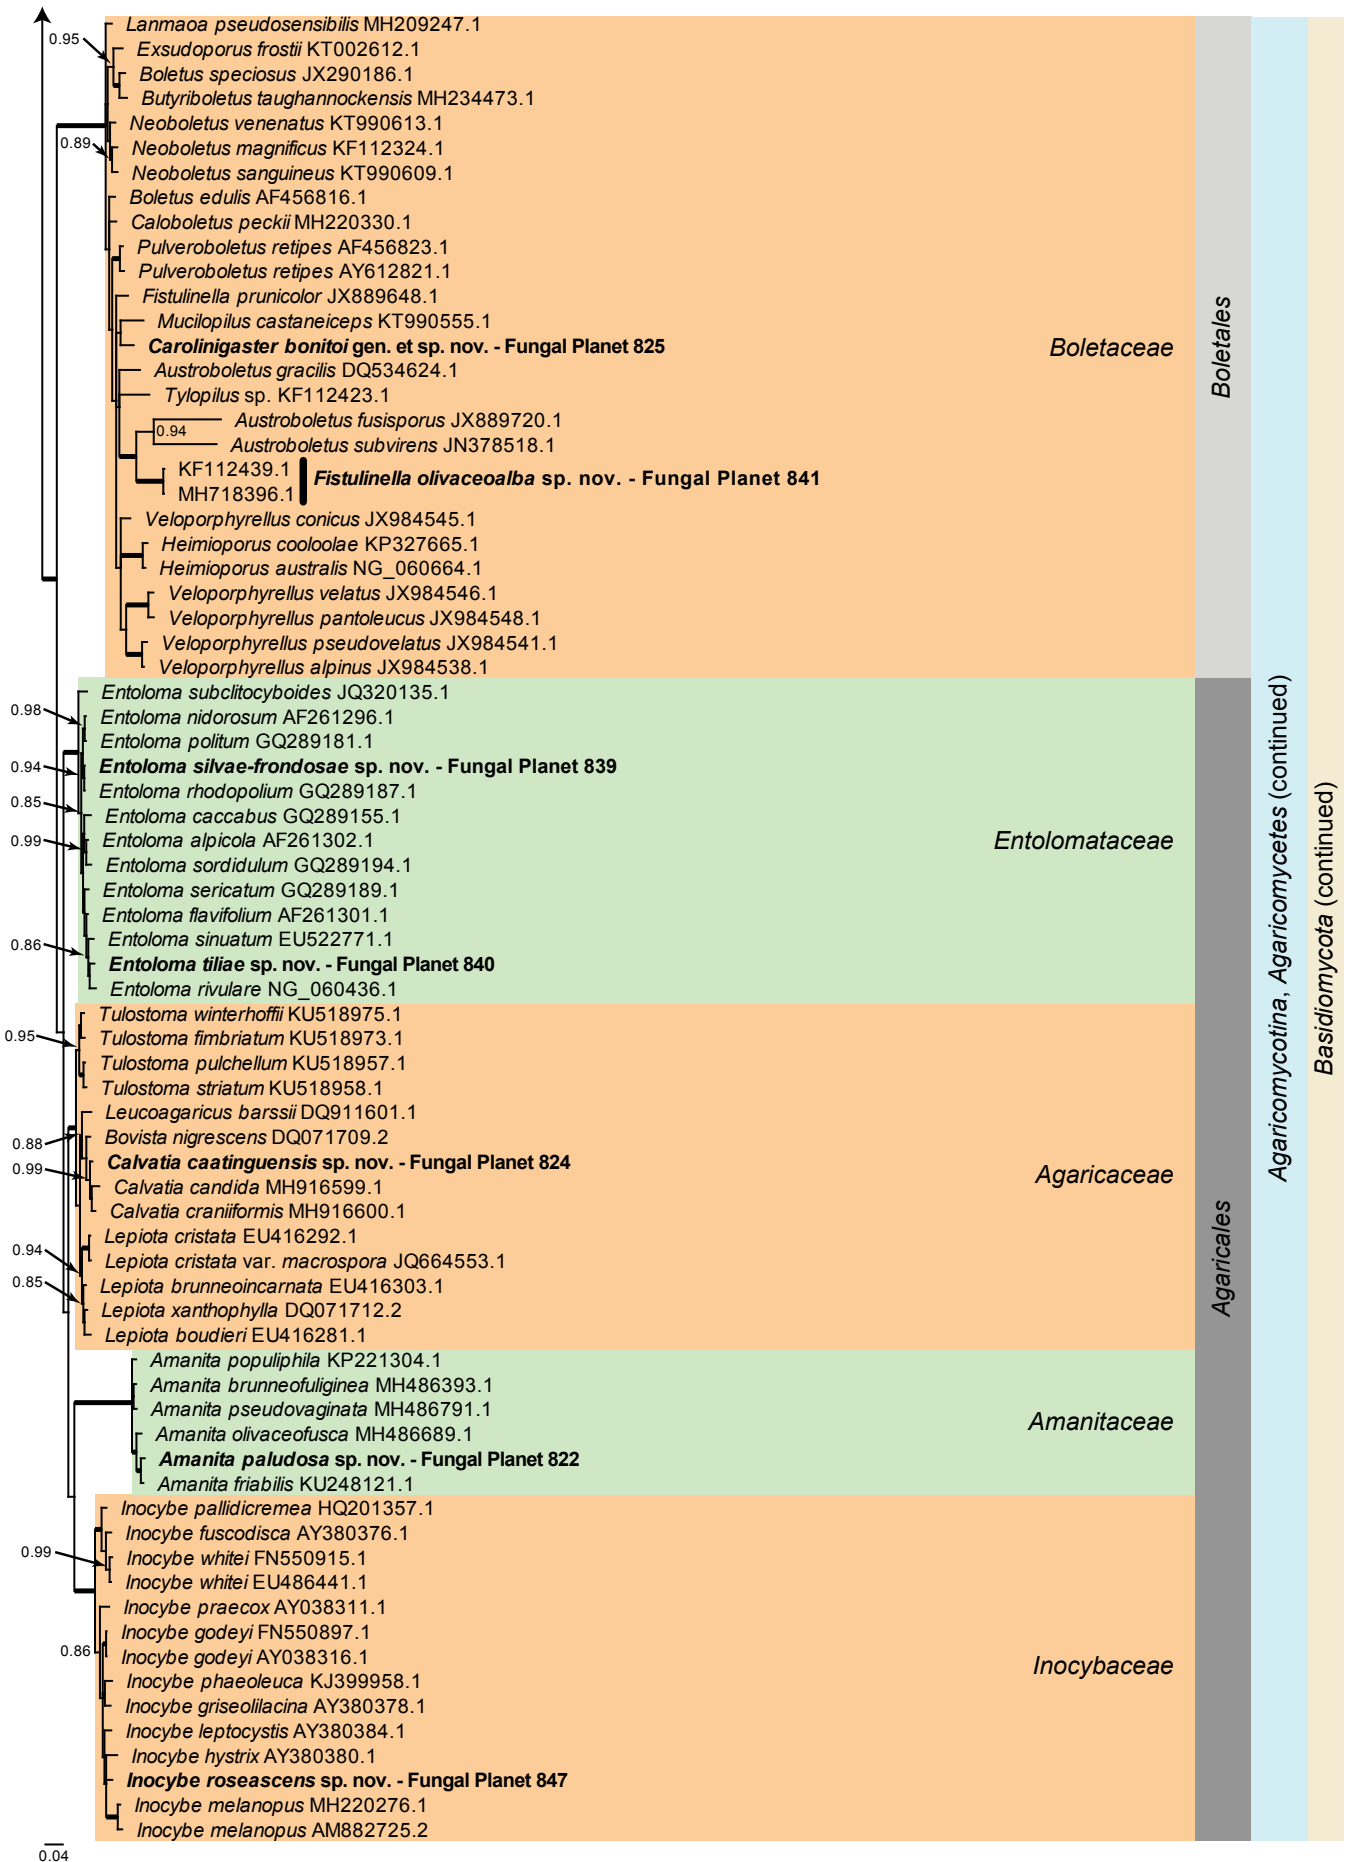 Lanmaoa pseudosensibilis MH209247.1
0.95
Exsudoporus frostii KT002612.1
Boletus speciosus JX290186.1
Butyriboletus taughannockensis MH234473.1
Neoboletus venenatus KT990613.1
0.89
Neoboletus magnificus KF112324.1
Neoboletus sanguineus KT990609.1
Boletus edulis AF456816.1
Caloboletus peckii MH220330.1
Pulveroboletus retipes AF456823.1
Pulveroboletus retipes AY612821.1
Fistulinella prunicolor JX889648.1
Mucilopilus castaneiceps KT990555.1
Carolinigaster bonitoi gen. et sp. nov. - Fungal Planet 825
Boletaceae
Boletales
Austroboletus gracilis DQ534624.1
Tylopilus sp. KF112423.1
Austroboletus fusisporus JX889720.1
0.94
Austroboletus subvirens JN378518.1
KF112439.1
MH718396.1
Fistulinella olivaceoalba sp. nov. - Fungal Planet 841
Veloporphyrellus conicus JX984545.1
Heimioporus cooloolae KP327665.1
Heimioporus australis NG_060664.1
Veloporphyrellus velatus JX984546.1
Veloporphyrellus pantoleucus JX984548.1
Veloporphyrellus pseudovelatus JX984541.1
Veloporphyrellus alpinus JX984538.1
Entoloma subclitocyboides JQ320135.1
0.98
Entoloma nidorosum AF261296.1
Entoloma politum GQ289181.1
0.94
Entoloma silvae-frondosae sp. nov. - Fungal Planet 839
Entoloma rhodopolium GQ289187.1
0.85
Entoloma caccabus GQ289155.1
0.99
Entoloma alpicola AF261302.1
Entolomataceae
Entoloma sordidulum GQ289194.1
Entoloma sericatum GQ289189.1
Entoloma flavifolium AF261301.1
0.86
Entoloma sinuatum EU522771.1
Entoloma tiliae sp. nov. - Fungal Planet 840
Entoloma rivulare NG_060436.1
Agaricomycotina, Agaricomycetes (continued)
Basidiomycota (continued)
Tulostoma winterhoffii KU518975.1
0.95
Tulostoma fimbriatum KU518973.1
Tulostoma pulchellum KU518957.1
Tulostoma striatum KU518958.1
Leucoagaricus barssii DQ911601.1
0.88
Bovista nigrescens DQ071709.2
0.99
Calvatia caatinguensis sp. nov. - Fungal Planet 824
Agaricaceae
Calvatia candida MH916599.1
Calvatia craniiformis MH916600.1
Lepiota cristata EU416292.1
0.94
Lepiota cristata var. macrospora JQ664553.1
0.85
Lepiota brunneoincarnata EU416303.1
Agaricales
Lepiota xanthophylla DQ071712.2
Lepiota boudieri EU416281.1
Amanita populiphila KP221304.1
Amanita brunneofuliginea MH486393.1
Amanita pseudovaginata MH486791.1
Amanitaceae
Amanita olivaceofusca MH486689.1
Amanita paludosa sp. nov. - Fungal Planet 822
Amanita friabilis KU248121.1
Inocybe pallidicremea HQ201357.1
Inocybe fuscodisca AY380376.1
0.99
Inocybe whitei FN550915.1
Inocybe whitei EU486441.1
Inocybe praecox AY038311.1
Inocybe godeyi FN550897.1
0.86
Inocybe godeyi AY038316.1
Inocybaceae
Inocybe phaeoleuca KJ399958.1
Inocybe griseolilacina AY380378.1
Inocybe leptocystis AY380384.1
Inocybe hystrix AY380380.1
Inocybe roseascens sp. nov. - Fungal Planet 847
Inocybe melanopus MH220276.1
Inocybe melanopus AM882725.2
0.04